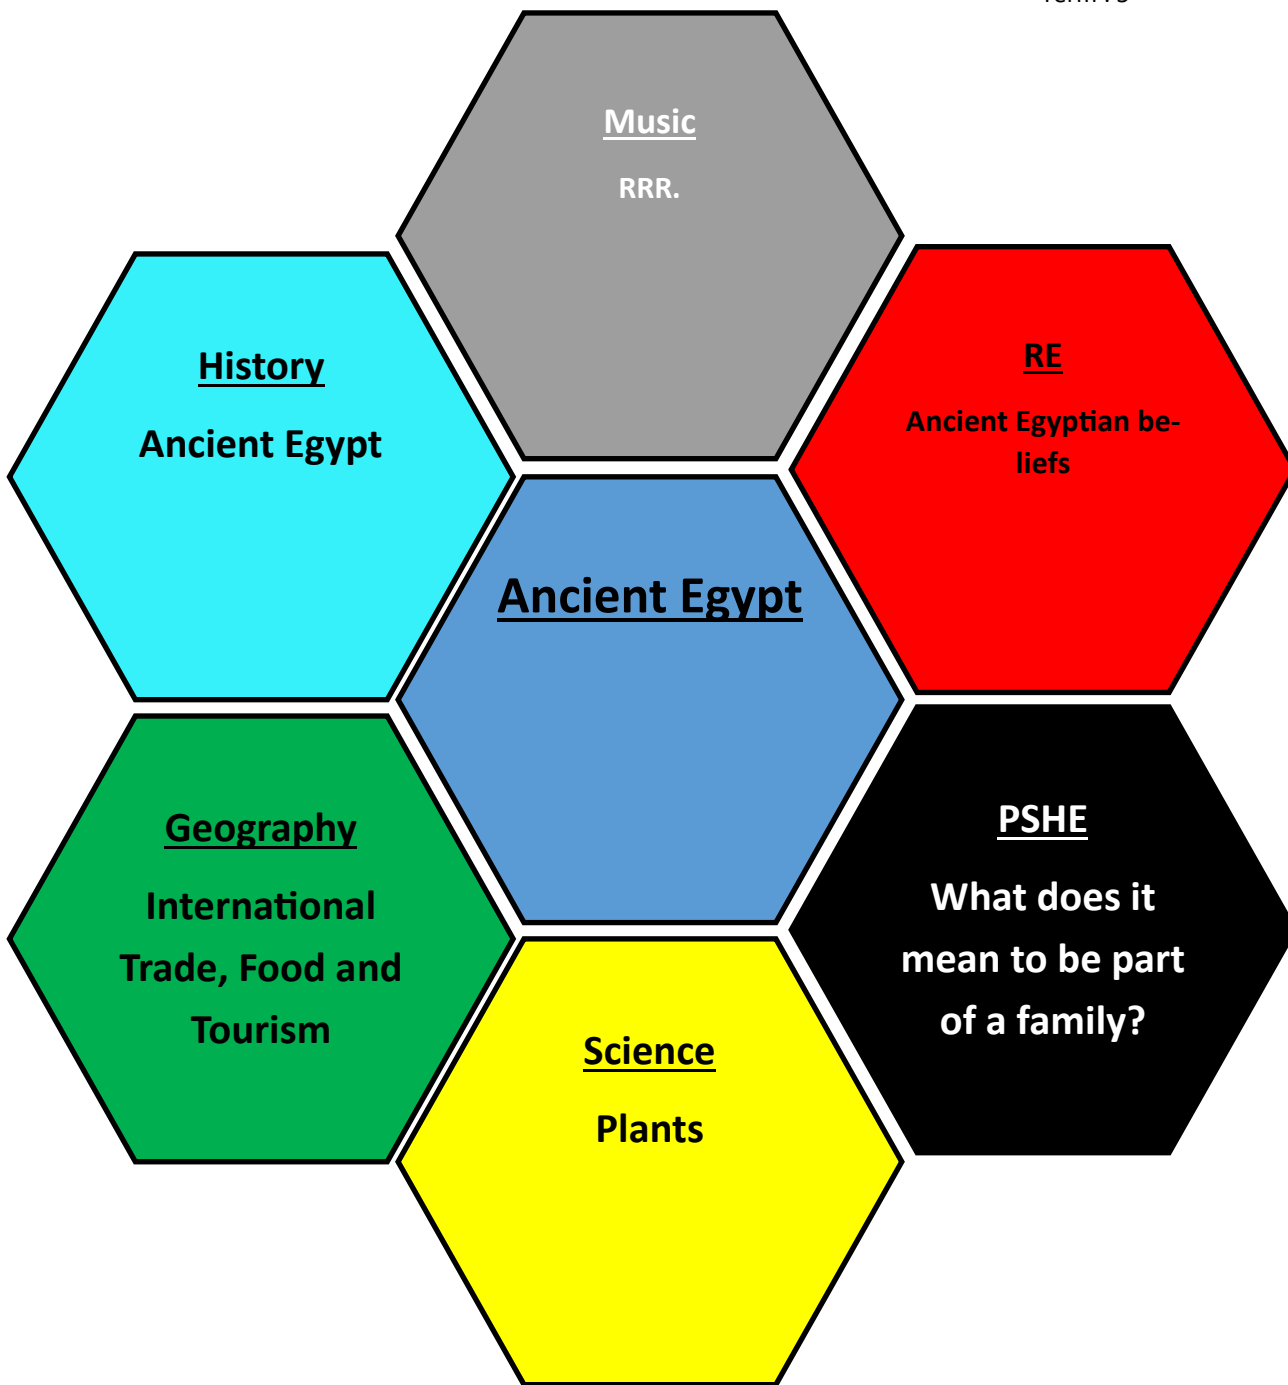 Music
RRR.
History
Ancient Egypt
RE
Ancient Egyptian be-
liefs
Ancient Egypt
Geography
International
Trade, Food and
Tourism
PSHE
What does it
mean to be part
of a family?
Science
Plants